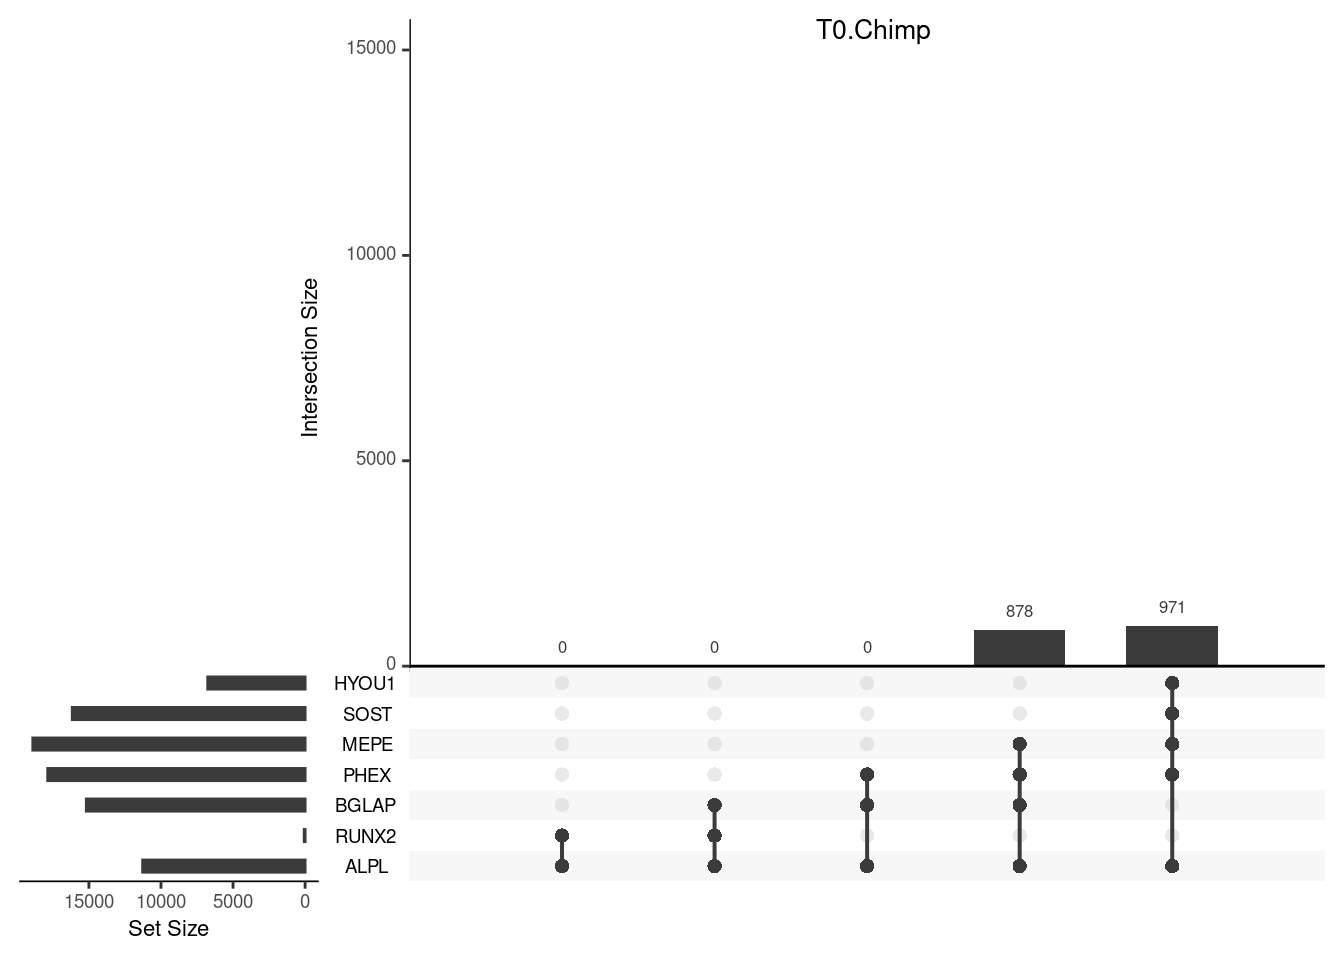 T0.Chimp
15000
10000
5000
0
Intersection Size
0
0
0
878
971
HYOU1
SOST
MEPE
PHEX
BGLAP
RUNX2
ALPL
15000 10000 5000 0
Set Size